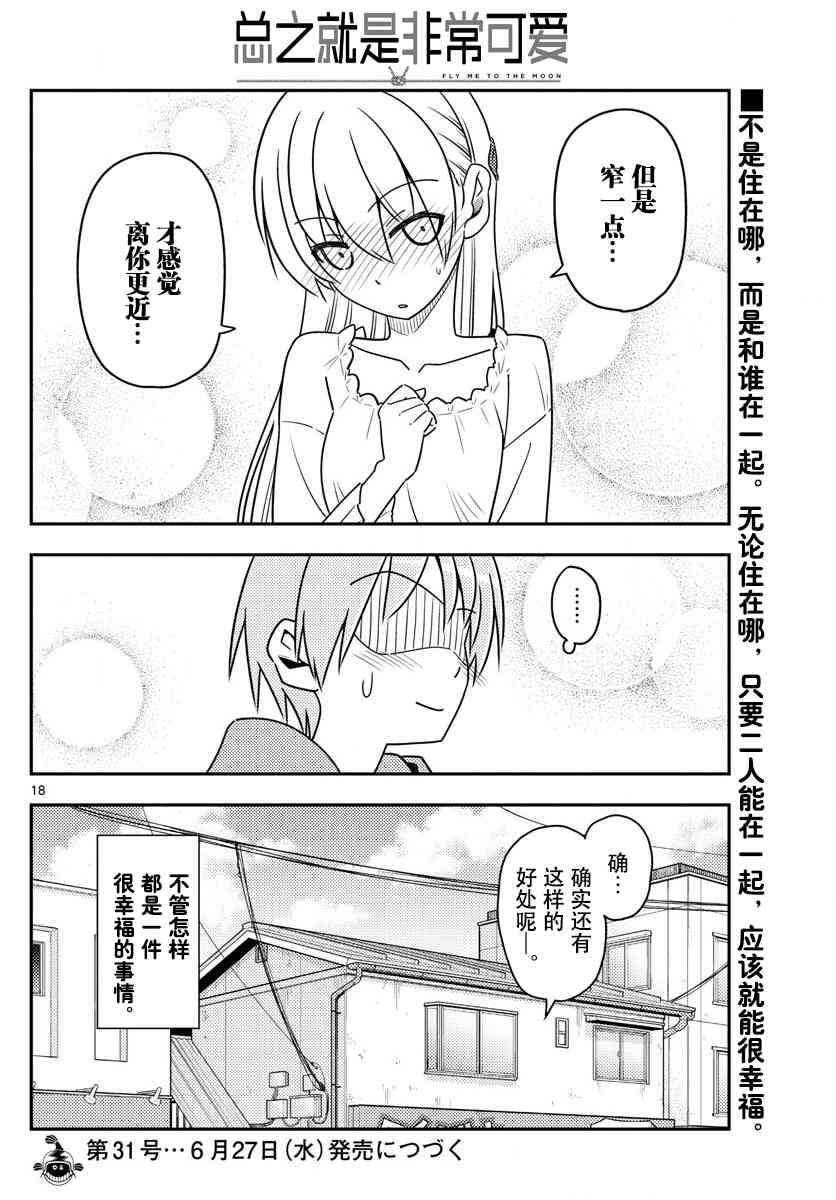 总之就是非常可爱
FLY ME TO THE MOON
■不是住在哪，而是和谁在一起。无论住在哪，只要二人能在一起，应该就能很幸福。
但是
窄一点…
才感觉
离你更近…
……
18
确…
确实还有
这样的
好处呢—。
不管怎样
都是一件
很幸福的事情。
第31号…6月27日(水)発売につづく